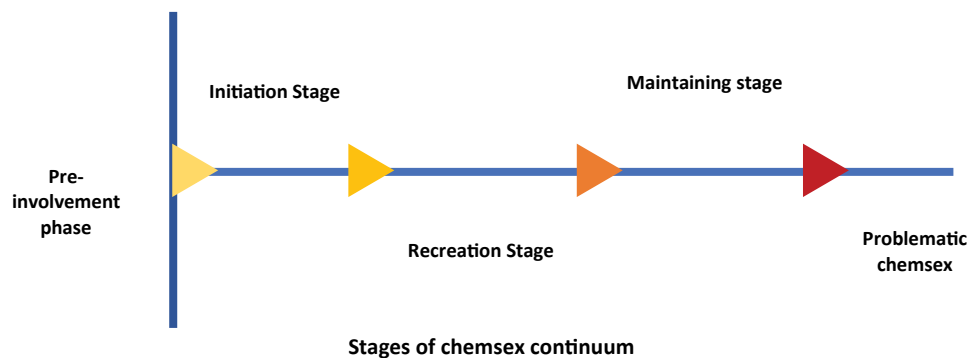 Initiation Stage
Maintaining stage
Pre-
involvement
phase
Recreation Stage
Problematic
chemsex
Stages of chemsex continuum